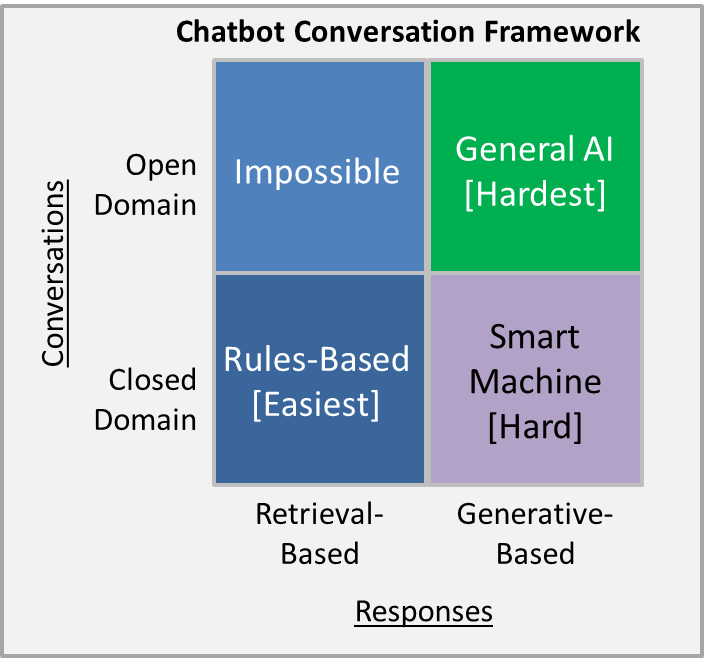 Chatbot Conversation Framework
Open
Domain
Impossible
General AI
[Hardest]
Conversations
Closed
Domain
Rules-Based
[Easiest]
Smart
Machine
[Hard]
Retrieval-
Based
Generative-
Based
Responses